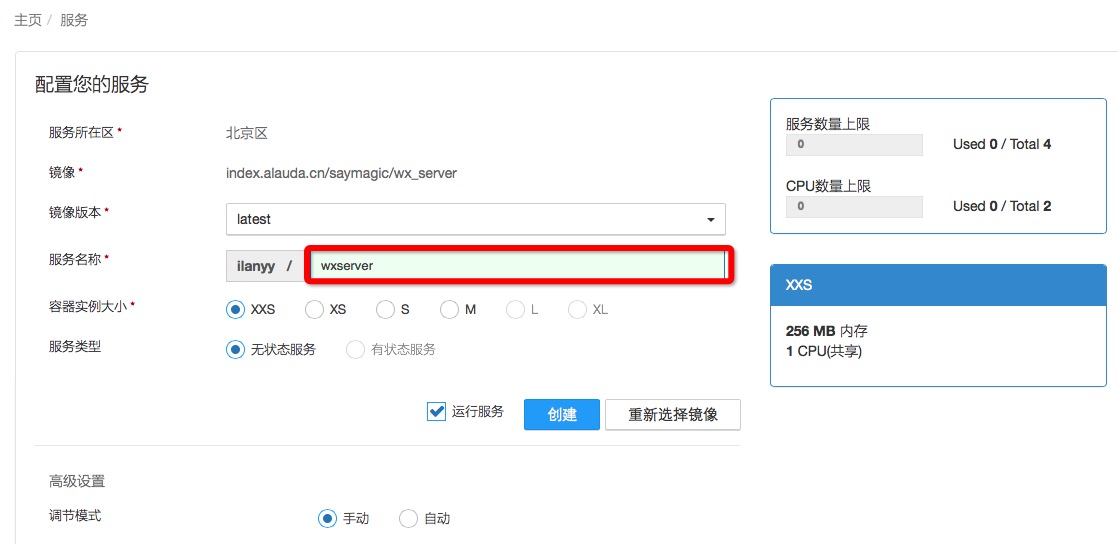 主页 / 服务
配置您的服务
服务所在区 * 北京区
镜像 * index.alauda.cn/saymagic/wx_server
镜像版本 * latest
服务名称 * ilanyy / wxserver
容器实例大小 * XXS XS S M L XL
服务类型 无状态服务 有状态服务
运行服务 创建 重新选择镜像
高级设置
调节模式 手动 自动
服务数量上限
0 Used 0 / Total 4
CPU数量上限
0 Used 0 / Total 2
XXS
256 MB 内存
1 CPU(共享)